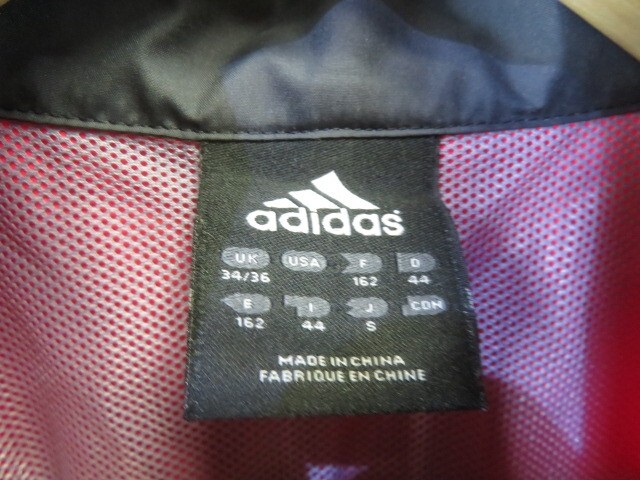 adidas
UK USA F D
34/36 162 44
E I J CDN
162 44 S
MADE IN CHINA
FABRIQUE EN CHINE